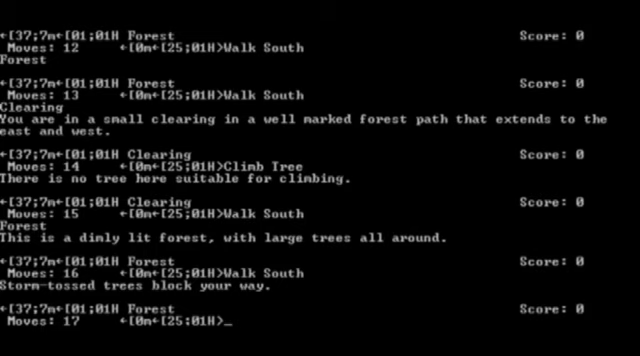 ←[37;7m←[01;01H Forest Score: 0
Moves: 12 ←[0m←[25;01H>Walk South
Forest
←[37;7m←[01;01H Forest Score: 0
Moves: 13 ←[0m←[25;01H>Walk South
Clearing
You are in a small clearing in a well marked forest path that extends to the
east and west.
←[37;7m←[01;01H Clearing Score: 0
Moves: 14 ←[0m←[25;01H>Climb Tree
There is no tree here suitable for climbing.
←[37;7m←[01;01H Clearing Score: 0
Moves: 15 ←[0m←[25;01H>Walk South
Forest
This is a dimly lit forest, with large trees all around.
←[37;7m←[01;01H Forest Score: 0
Moves: 16 ←[0m←[25;01H>Walk South
Storm-tossed trees block your way.
←[37;7m←[01;01H Forest Score: 0
Moves: 17 ←[0m←[25;01H>_